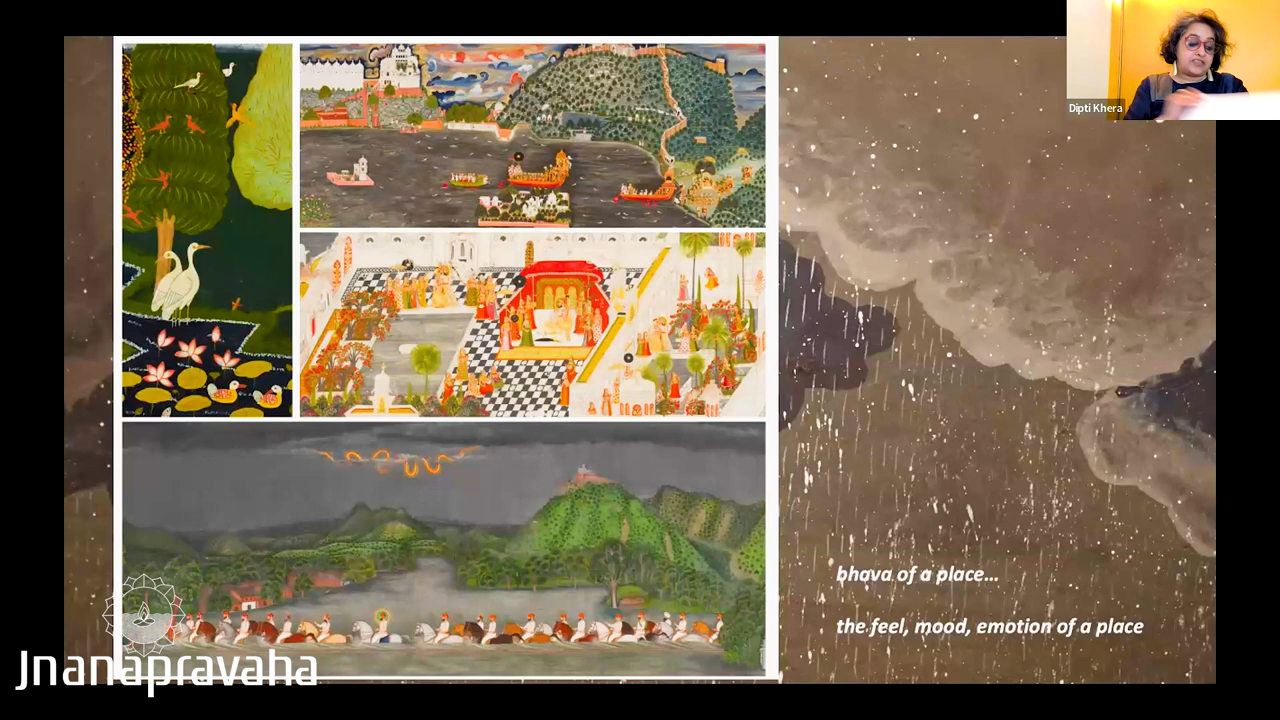 Dipti Khera
bhava of a place...
the feel, mood, emotion of a place
Jnanapravaha